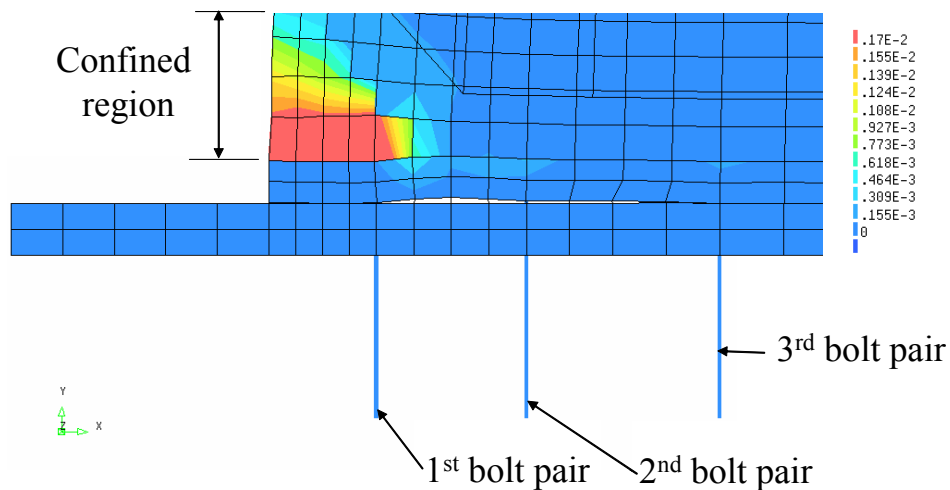 Confined
region
.17E-2
.155E-2
.139E-2
.124E-2
.108E-2
.927E-3
.773E-3
.618E-3
.464E-3
.309E-3
.155E-3
0
3rd bolt pair
1st bolt pair
2nd bolt pair
Y
Z
X